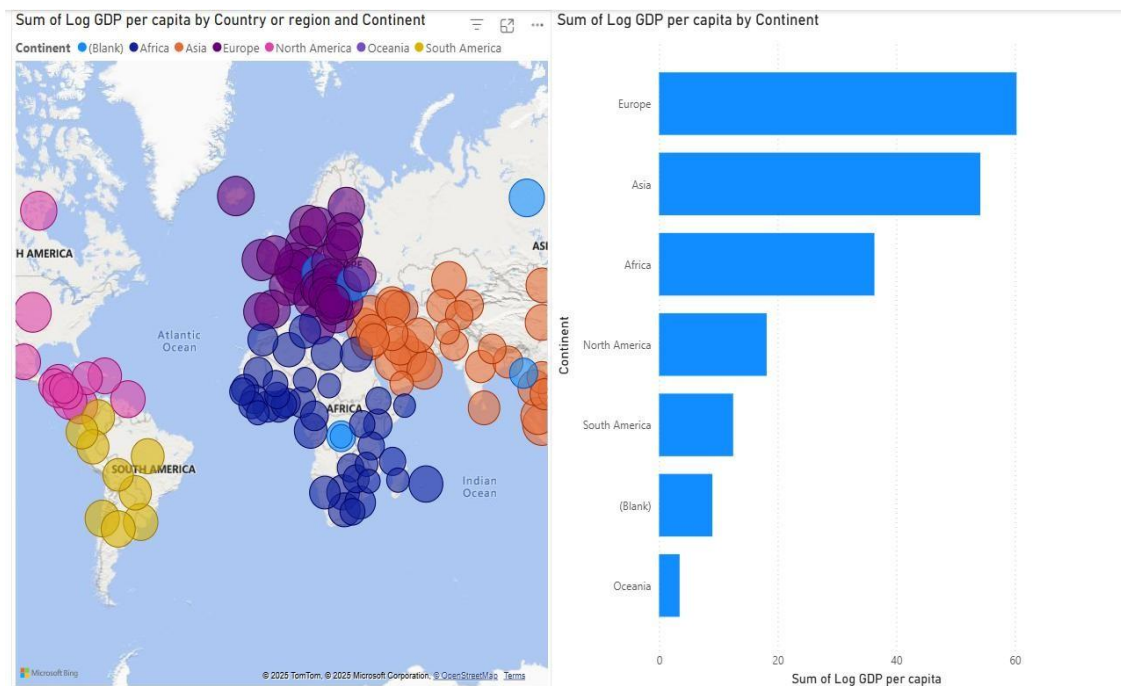 Sum of Log GDP per capita by Country or region and Continent
Continent (Blank) Africa Asia Europe North America Oceania South America
H AMERICA
Atlantic
Ocean
AFRICA
SOUTH AMERICA
Indian
Ocean
Microsoft Bing
© 2025 TomTom, © 2025 Microsoft Corporation, © OpenStreetMap Terms
Sum of Log GDP per capita by Continent
Continent
Europe
Asia
Africa
North America
South America
(Blank)
Oceania
0 20 40 60
Sum of Log GDP per capita